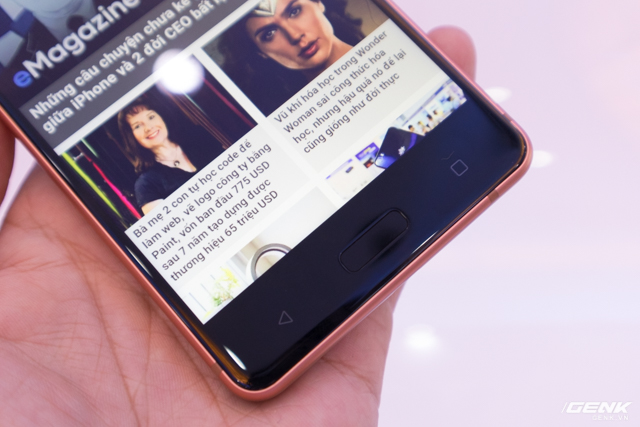 eMagazine
Những câu chuyện chưa kể
giữa iPhone và 2 đời CEO bất
Bà mẹ 2 con tự học code để
làm web, vẽ logo công ty bằng
Paint, vốn ban đầu 775 USD
sau 7 năm tạo dựng được
thương hiệu 65 triệu USD
Vũ khí hóa học trong Wonder
Woman sai công thức hóa
học, nhưng hậu quả nó để lại
cũng giống như đời thực
GENK